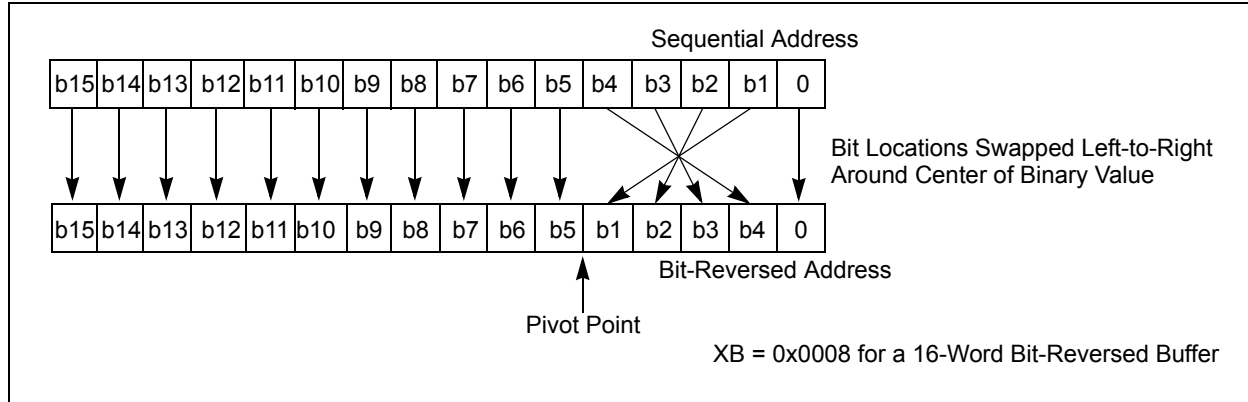 Sequential Address
b15 b14 b13 b12 b11 b10 b9 b8 b7 b6 b5 b4 b3 b2 b1 0
Bit Locations Swapped Left-to-Right
Around Center of Binary Value
b15 b14 b13 b12 b11 b10 b9 b8 b7 b6 b5 b1 b2 b3 b4 0
Bit-Reversed Address
Pivot Point
XB = 0x0008 for a 16-Word Bit-Reversed Buffer